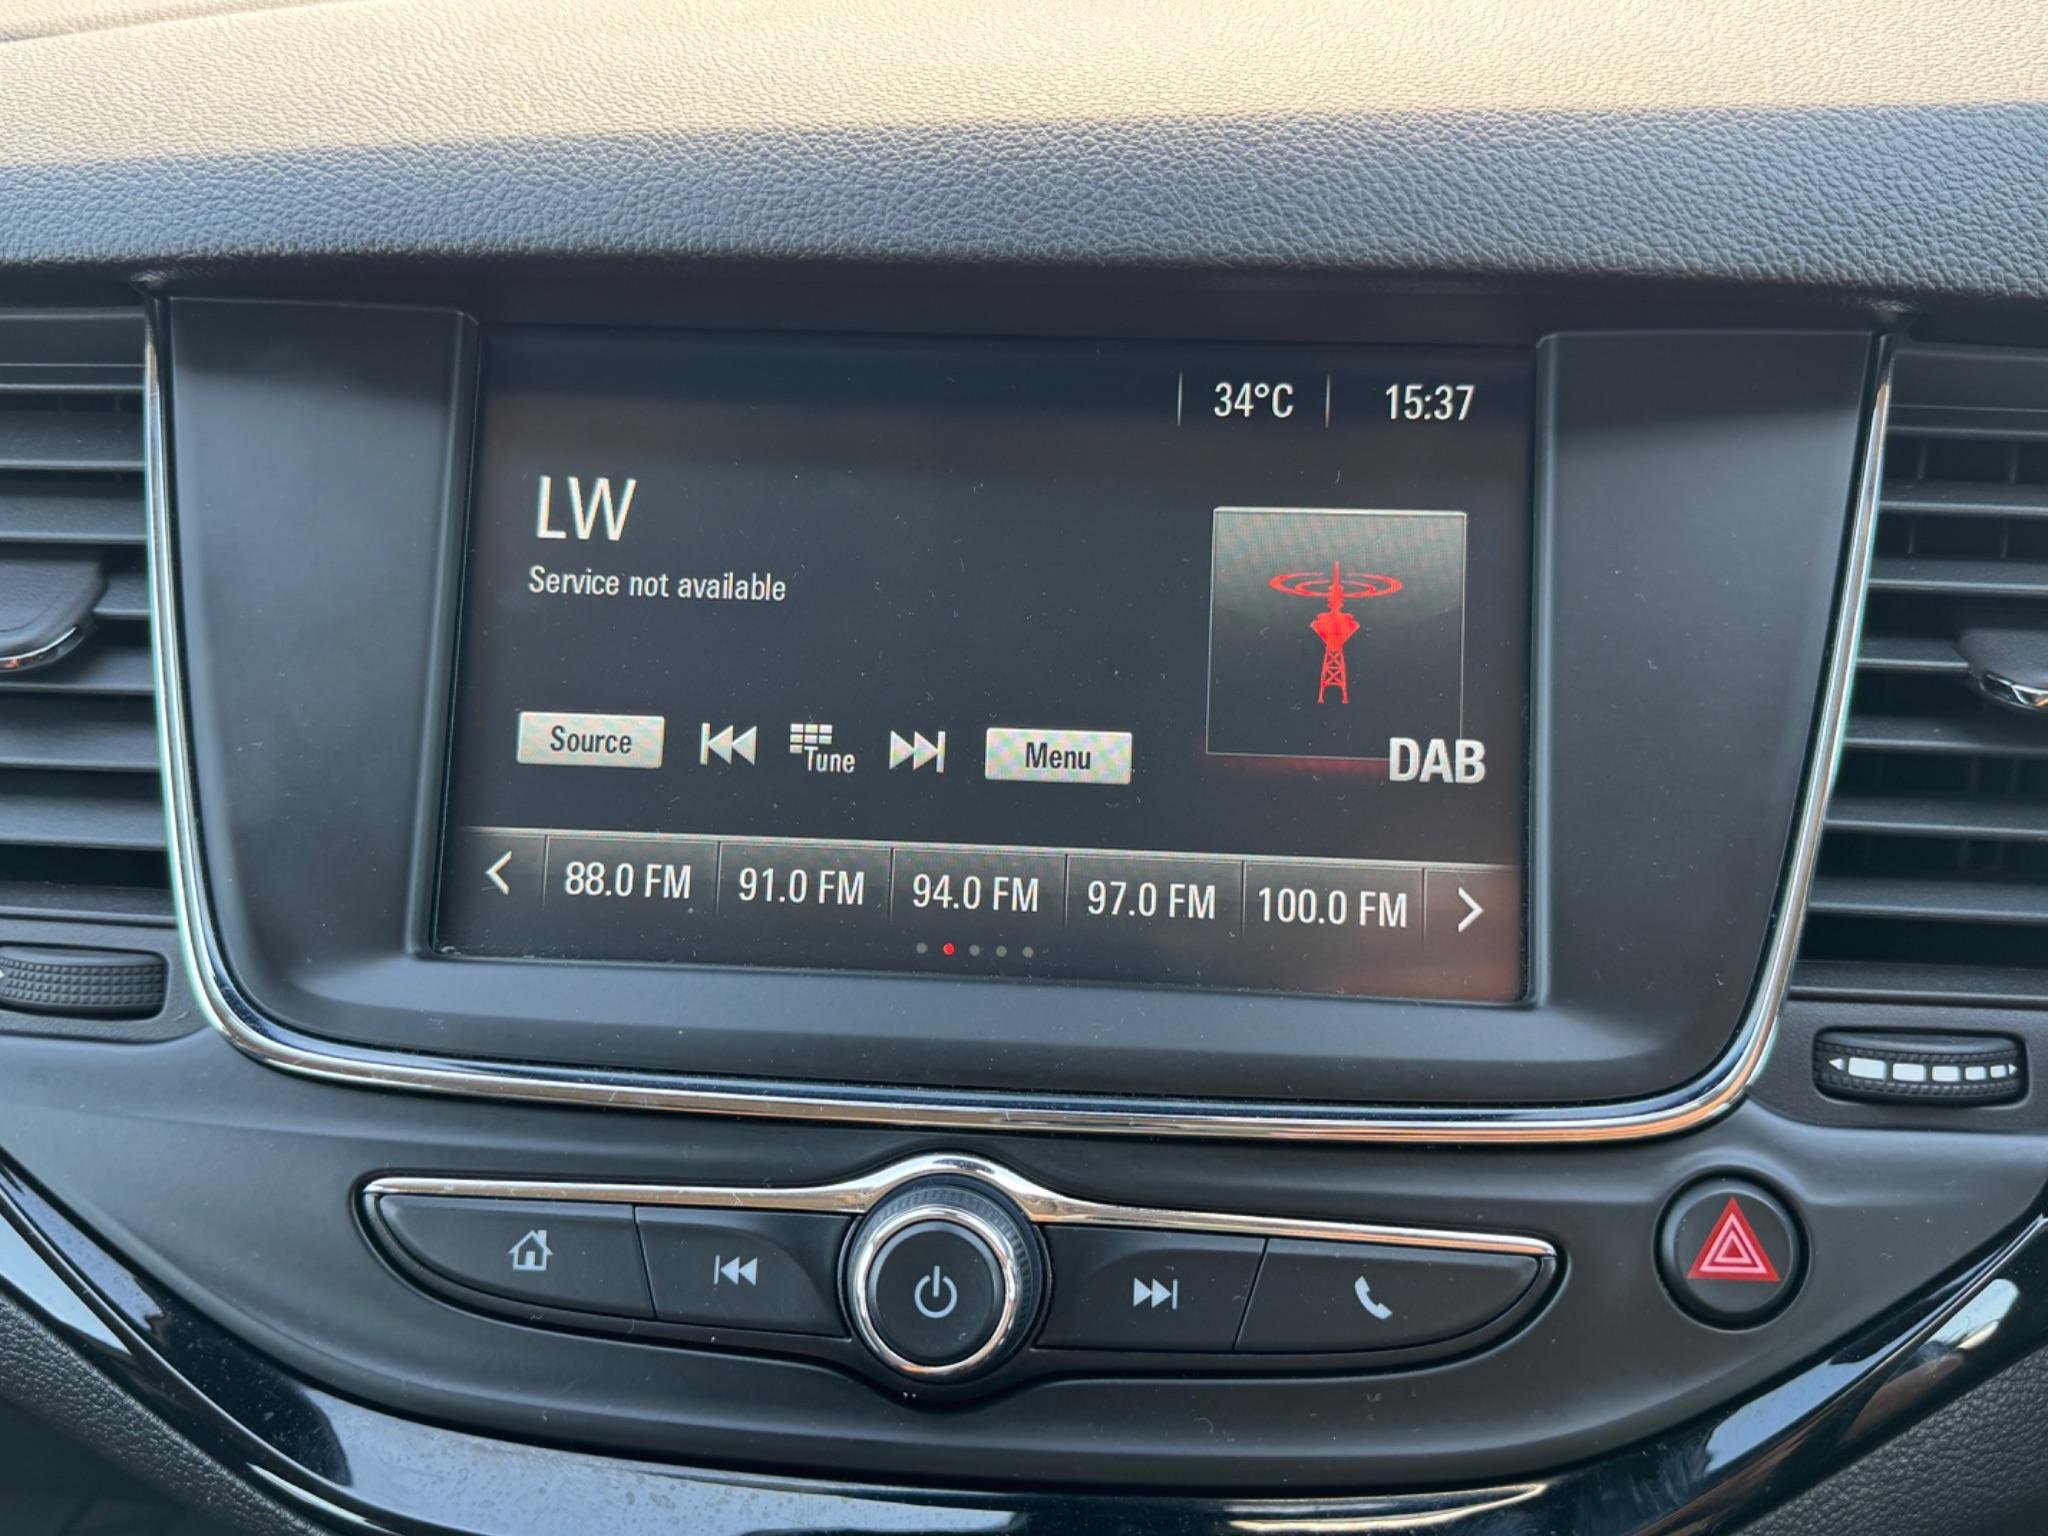 34°C 15:37
LW
Service not available
Source Tune Menu
DAB
88.0 FM 91.0 FM 94.0 FM 97.0 FM 100.0 FM